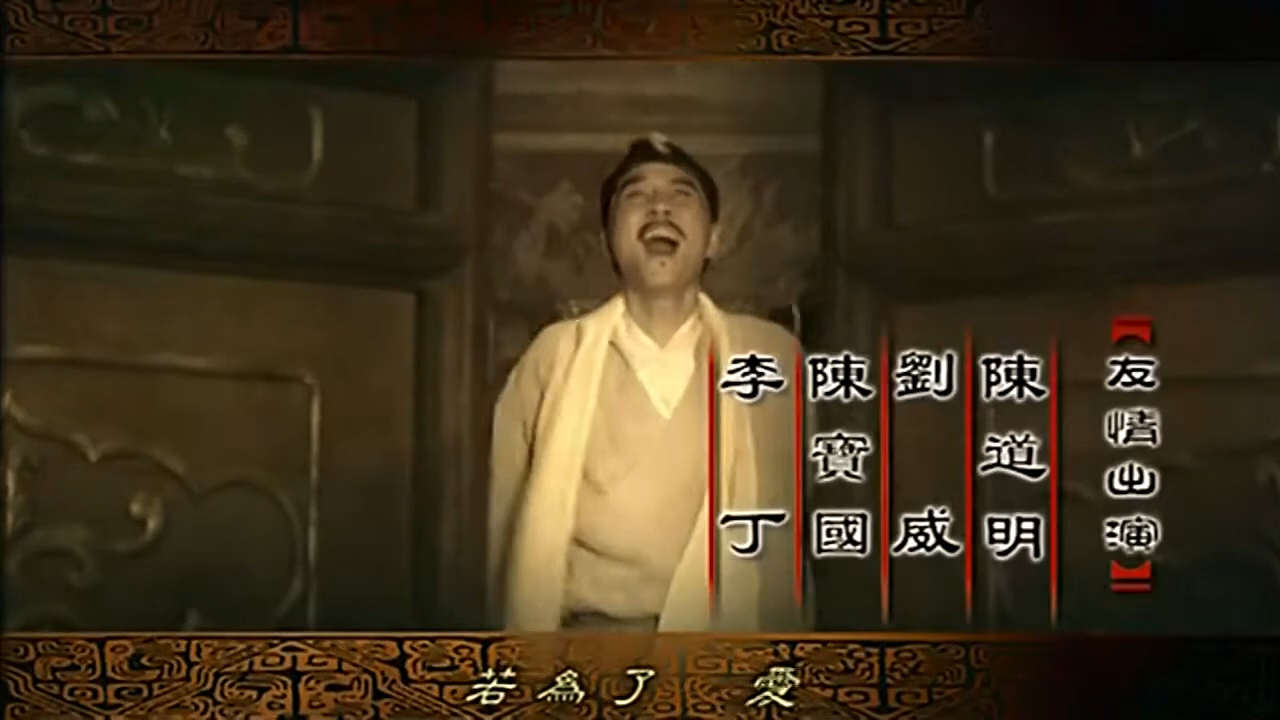 【友情出演】
陳道明
劉威
陳寶國
李丁
若為了 愛